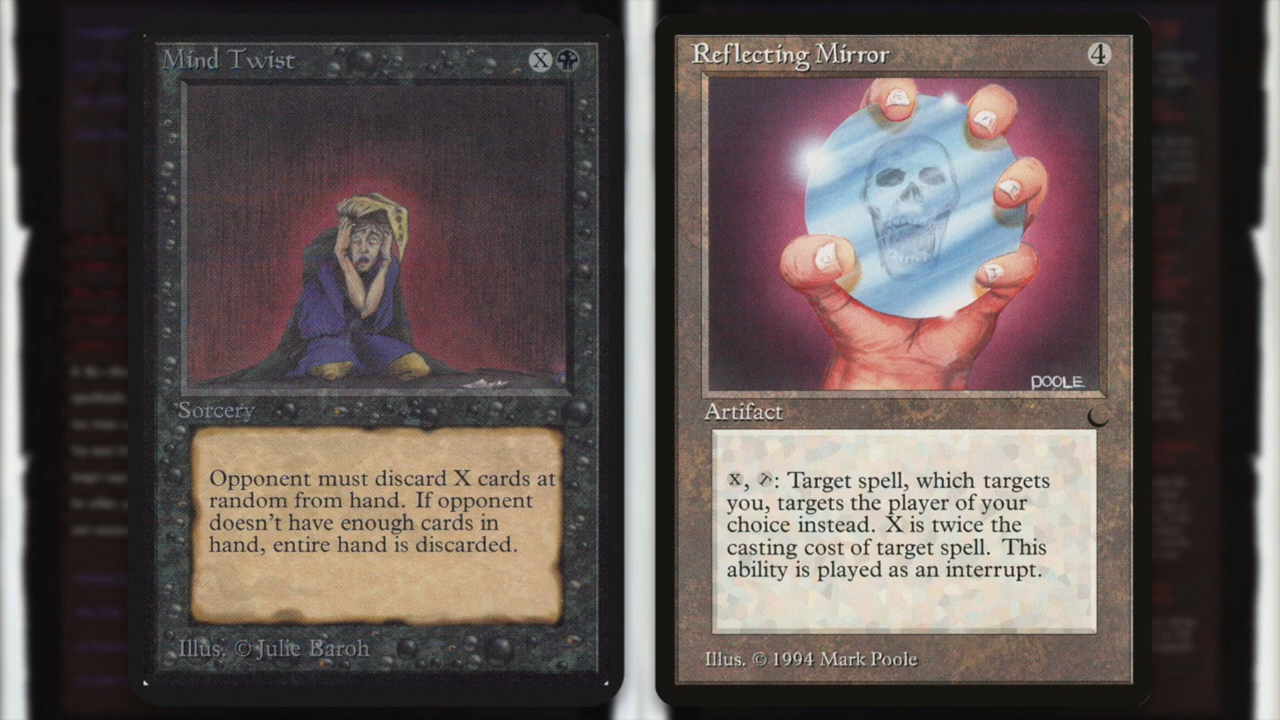 Mind Twist
X
Opponent must discard X cards at
random from hand. If opponent
doesn't have enough cards in
hand, entire hand is discarded.
Sorcery
Illus. © Julie Baroh
Reflecting Mirror
4
POOLE
Artifact
X, : Target spell, which targets
you, targets the player of your
choice instead. X is twice the
casting cost of target spell. This
ability is played as an interrupt.
Illus. © 1994 Mark Poole